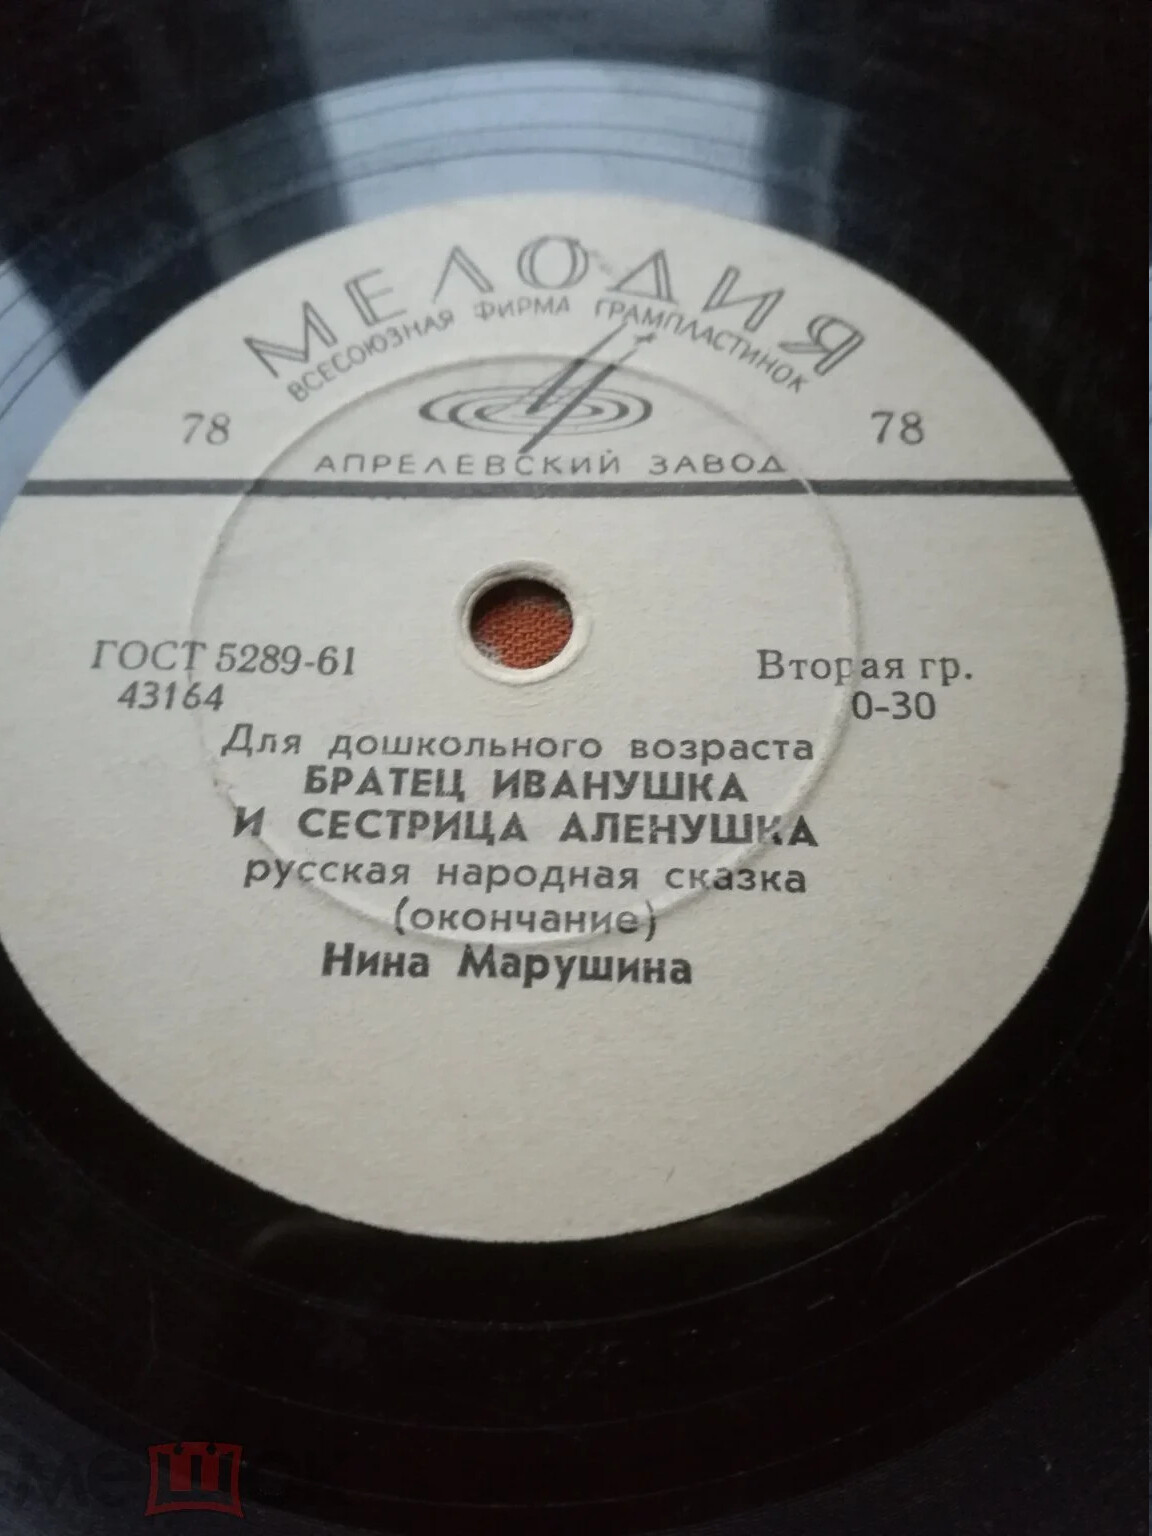 МЕЛОДИЯ
ВСЕСОЮЗНАЯ ФИРМА ГРАМПЛАСТИНОК
78 78
АПРЕЛЕВСКИЙ ЗАВОД
ГОСТ 5289-61 Вторая гр.
43164 0-30
Для дошкольного возраста
БРАТЕЦ ИВАНУШКА
И СЕСТРИЦА АЛЕНУШКА
русская народная сказка
(окончание)
Нина Марушина